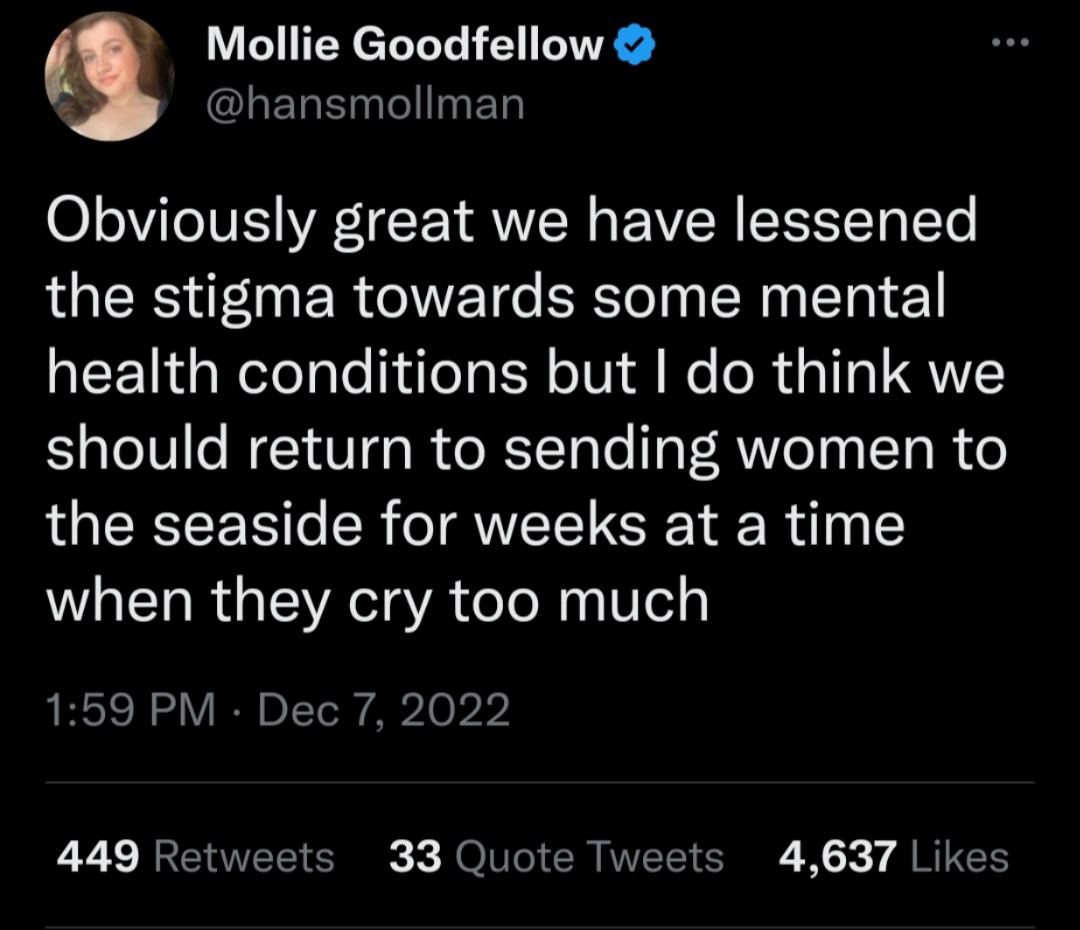 Mollie Goodfellow
@hansmollman
Obviously great we have lessened
the stigma towards some mental
health conditions but I do think we
should return to sending women to
the seaside for weeks at a time
when they cry too much
1:59 PM · Dec 7, 2022
449 Retweets 33 Quote Tweets 4,637 Likes